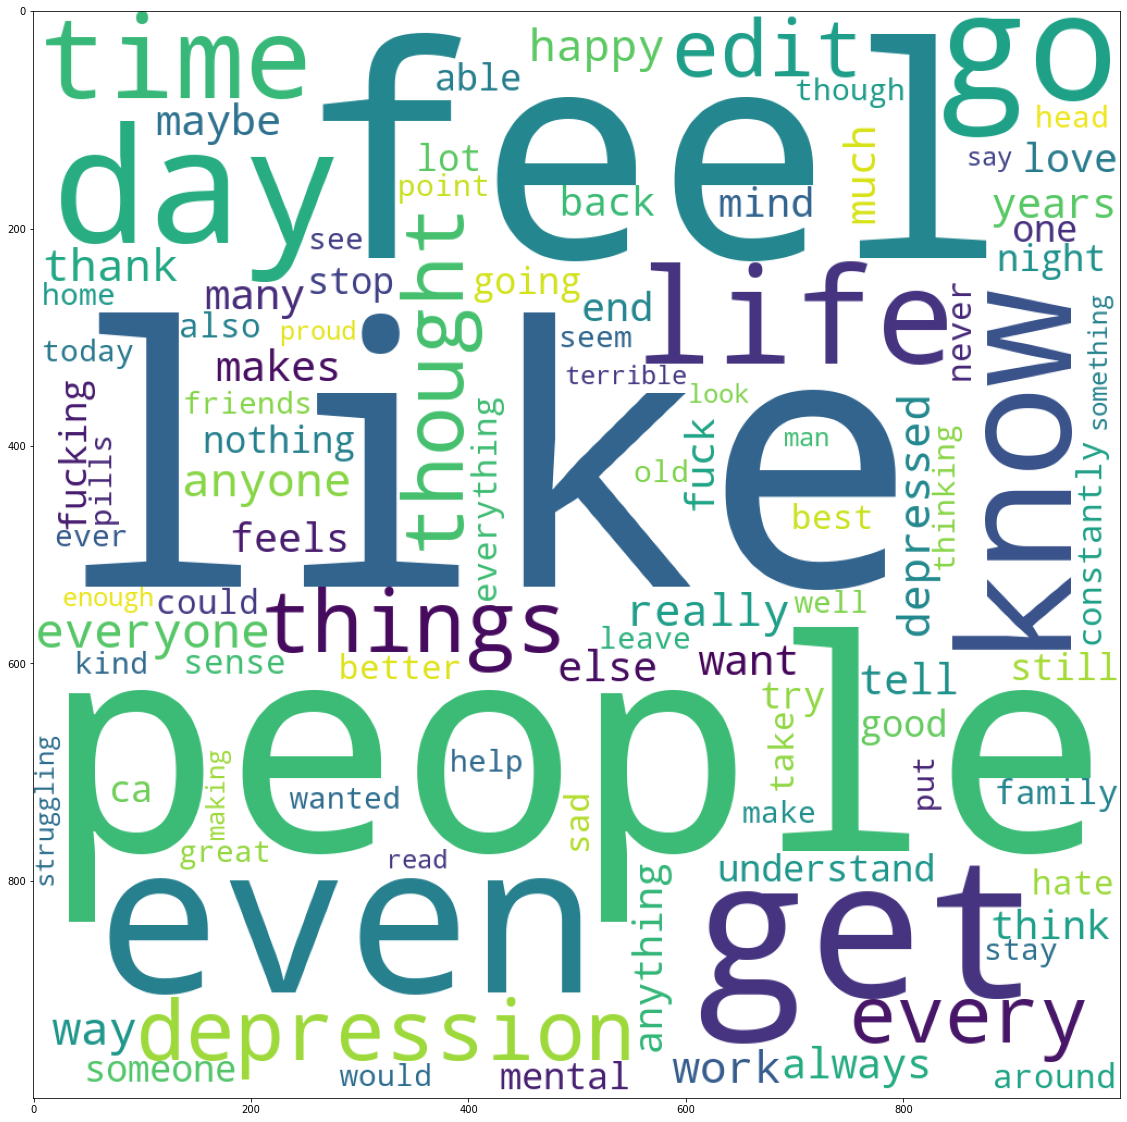 0
200
400
600
800
0
200
400
600
800
time
feel
happy
edit
go
able
though
head
maybe
day
lot
point
much
say
love
back
mind
years
see
one
thank
stop
going
night
home
many
thought
end
life
never
know
something
also
proud
seem
today
makes
terrible
look
like
fucking
pills
friends
everything
fuck
man
depressed
thinking
constantly
nothing
old
anyone
best
ever
feels
enough
could
things
really
well
everyone
leave
kind
sense
better
else
want
still
people
try
tell
good
struggling
ca
making
help
take
put
wanted
sad
make
family
great
read
understand
even
anything
get
hate
think
stay
way
depression
every
someone
would
mental
work
always
around